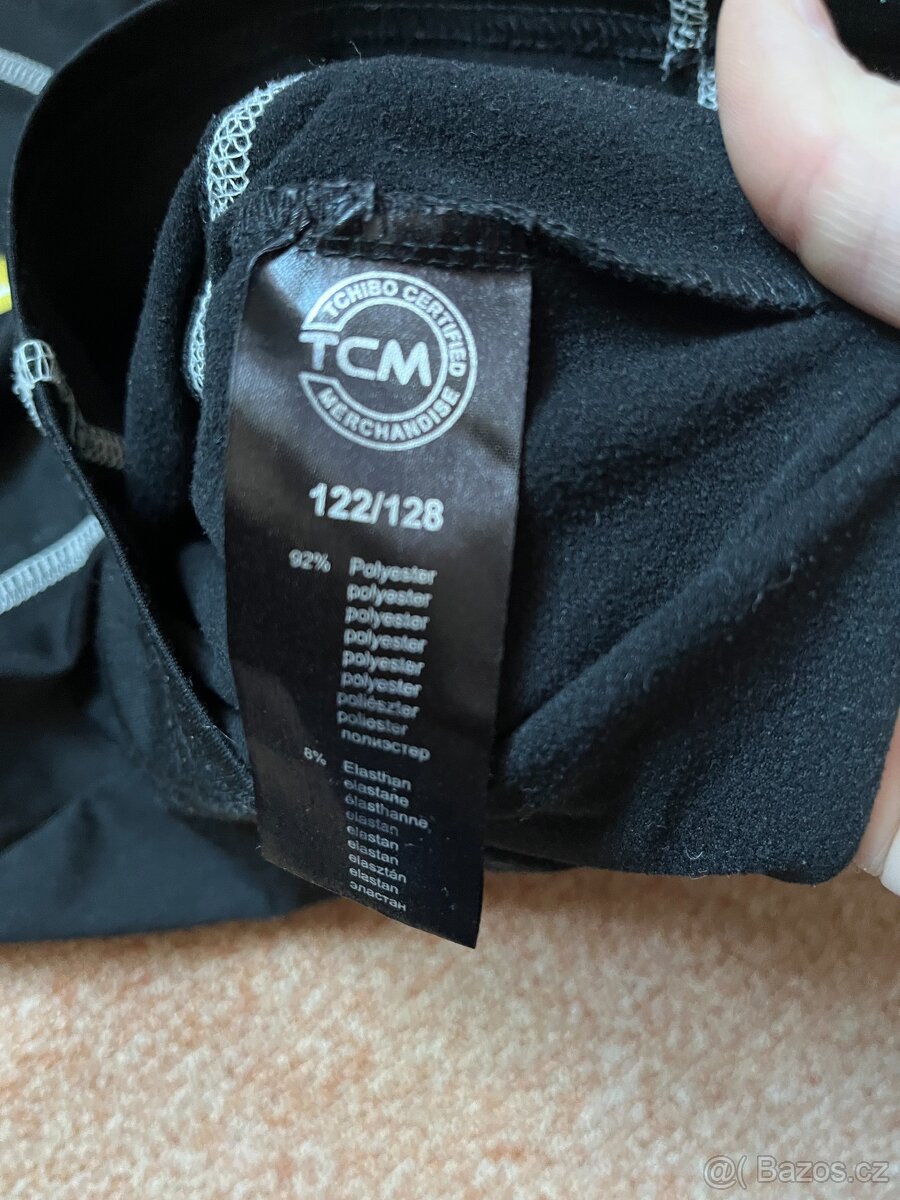 TCHIBO CERTIFIED
TCM
MERCHANDISE
122/128
92% Polyester
polyester
polyester
polyester
polyester
polyester
poliészter
poliester
полиэстер
8% Elasthan
elastane
élasthanne
elastan
elastan
elastan
elasztán
elastan
эластан
@( Bazos.cz